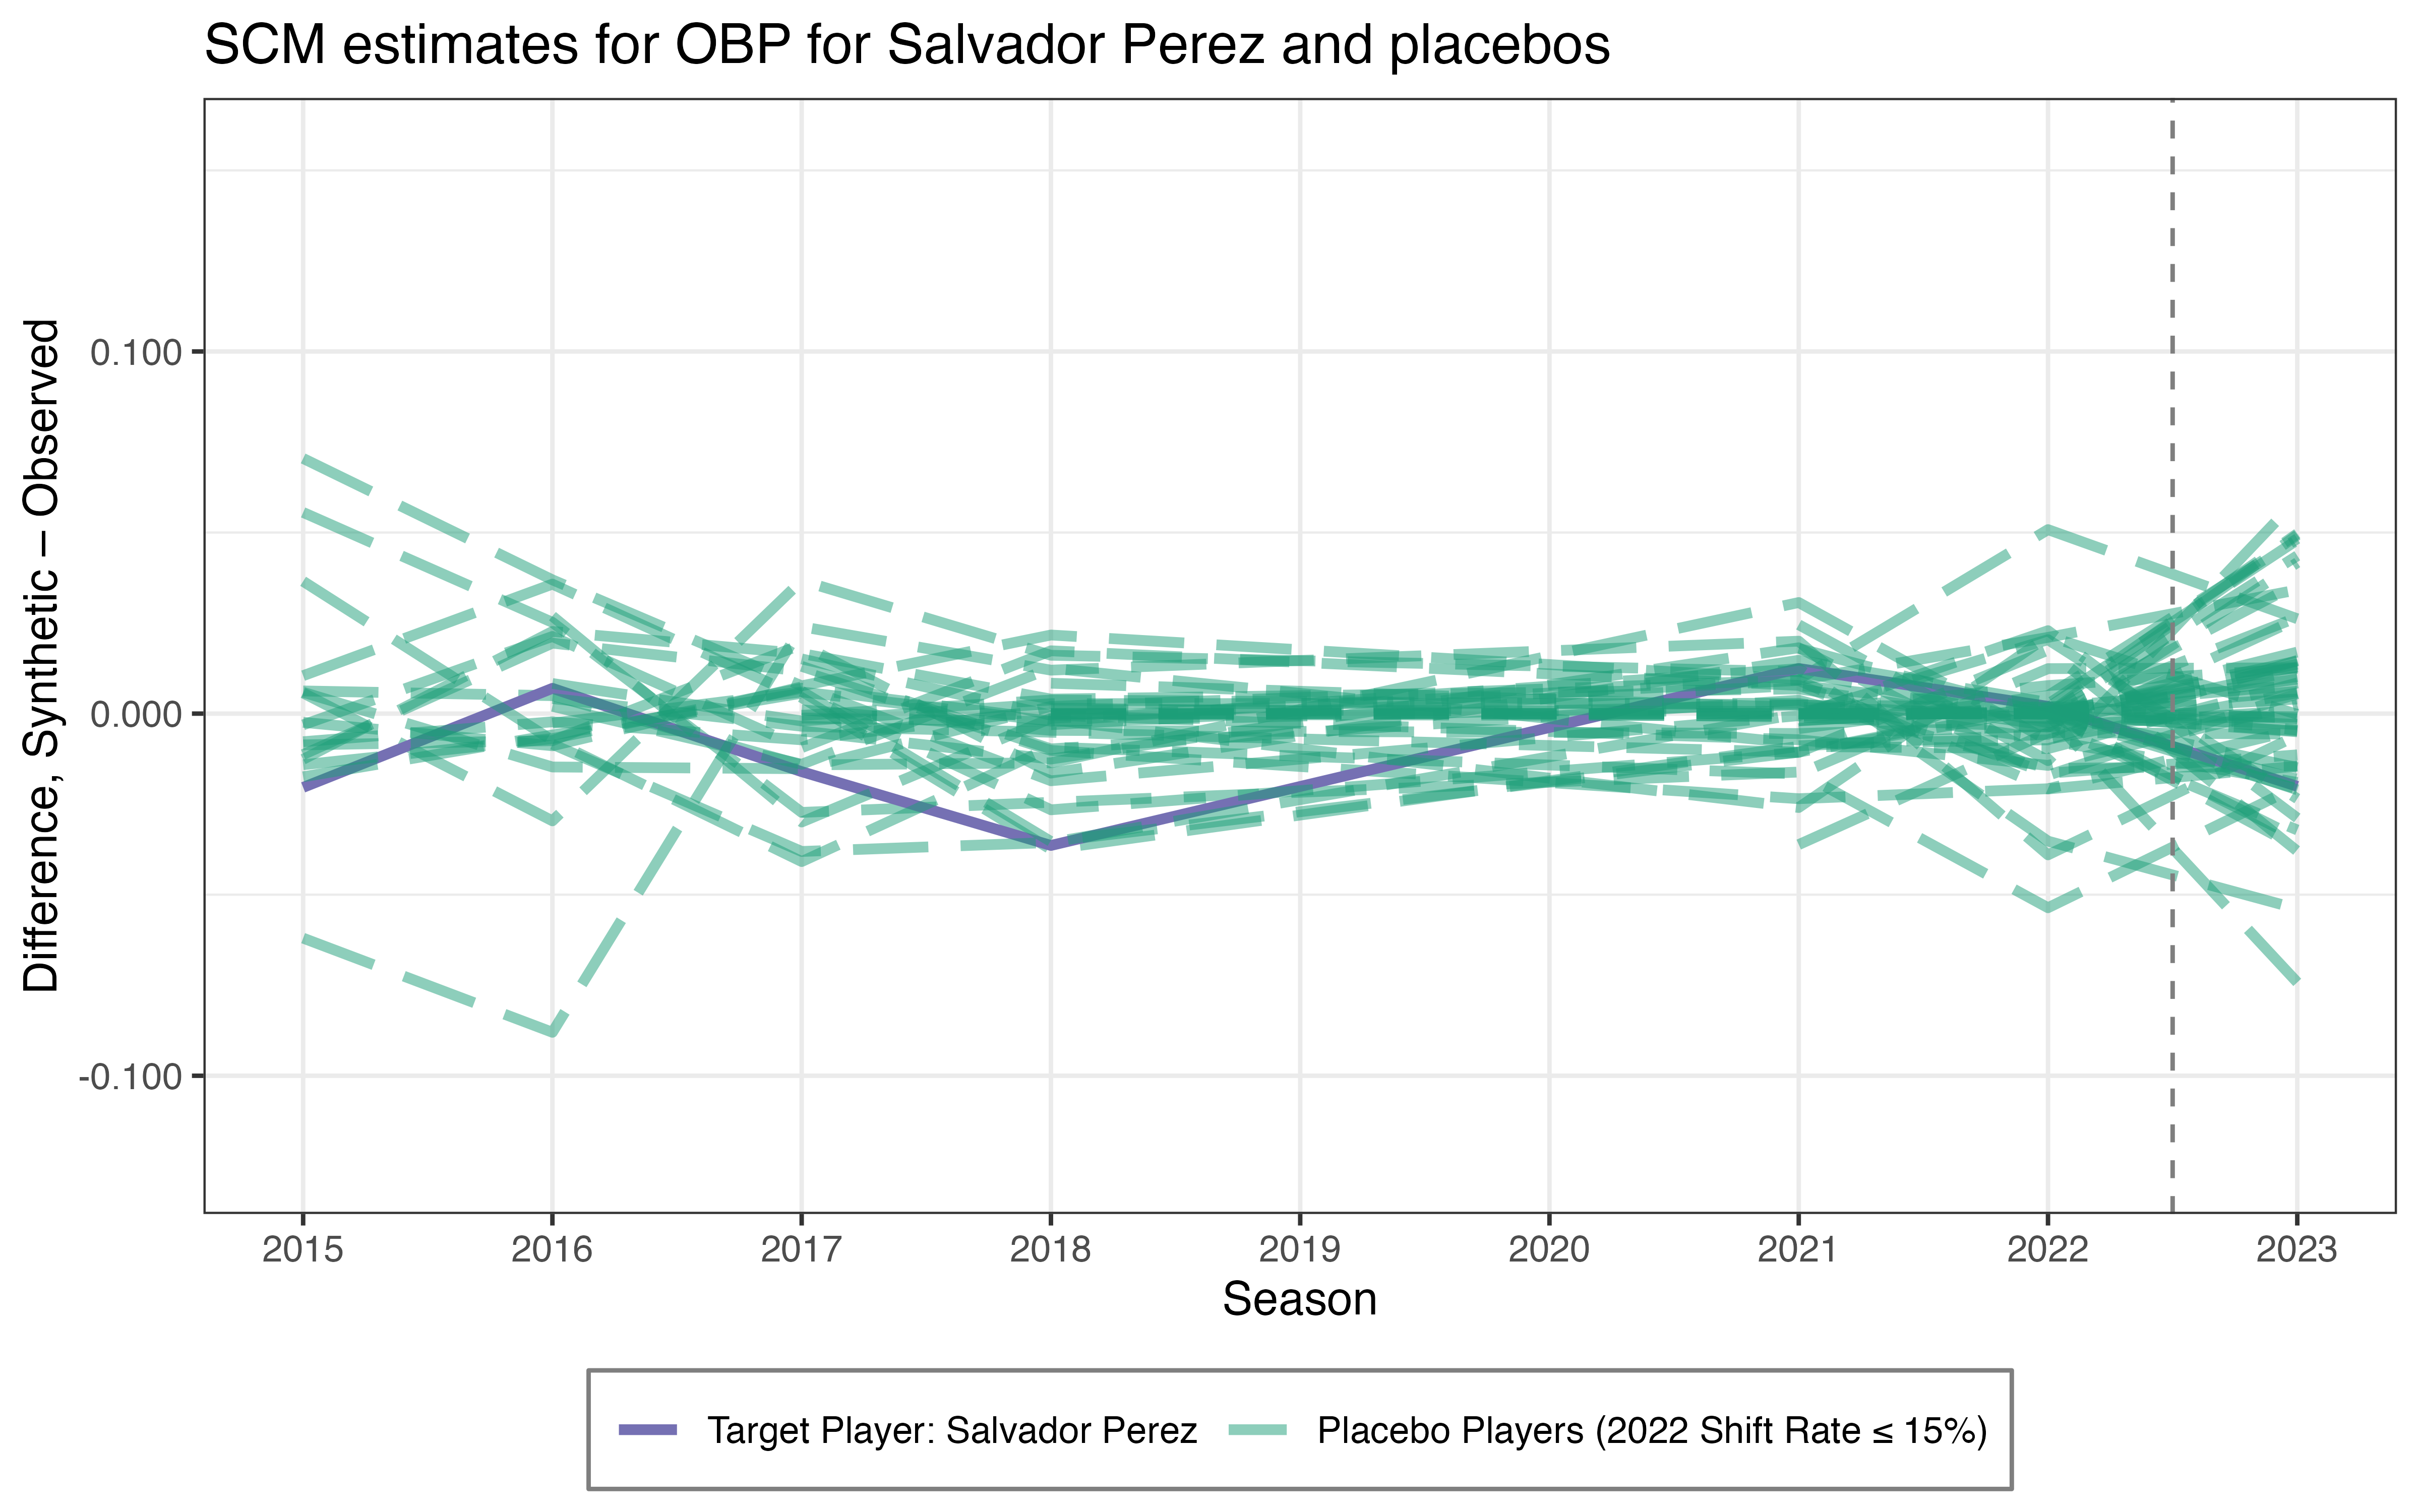 SCM estimates for OBP for Salvador Perez and placebos
Difference, Synthetic − Observed
0.100
0.000
-0.100
2015 2016 2017 2018 2019 2020 2021 2022 2023
Season
Target Player: Salvador Perez Placebo Players (2022 Shift Rate ≤ 15%)